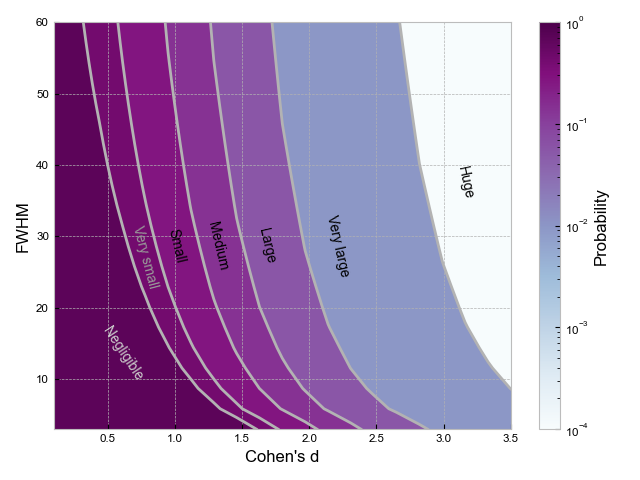 60
50
40
30
20
10
FWHM
0.5
1.0
1.5
2.0
2.5
3.0
3.5
Cohen's d
Negligible
Very small
Small
Medium
Large
Very large
Huge
10⁰
10⁻¹
10⁻²
10⁻³
10⁻⁴
Probability